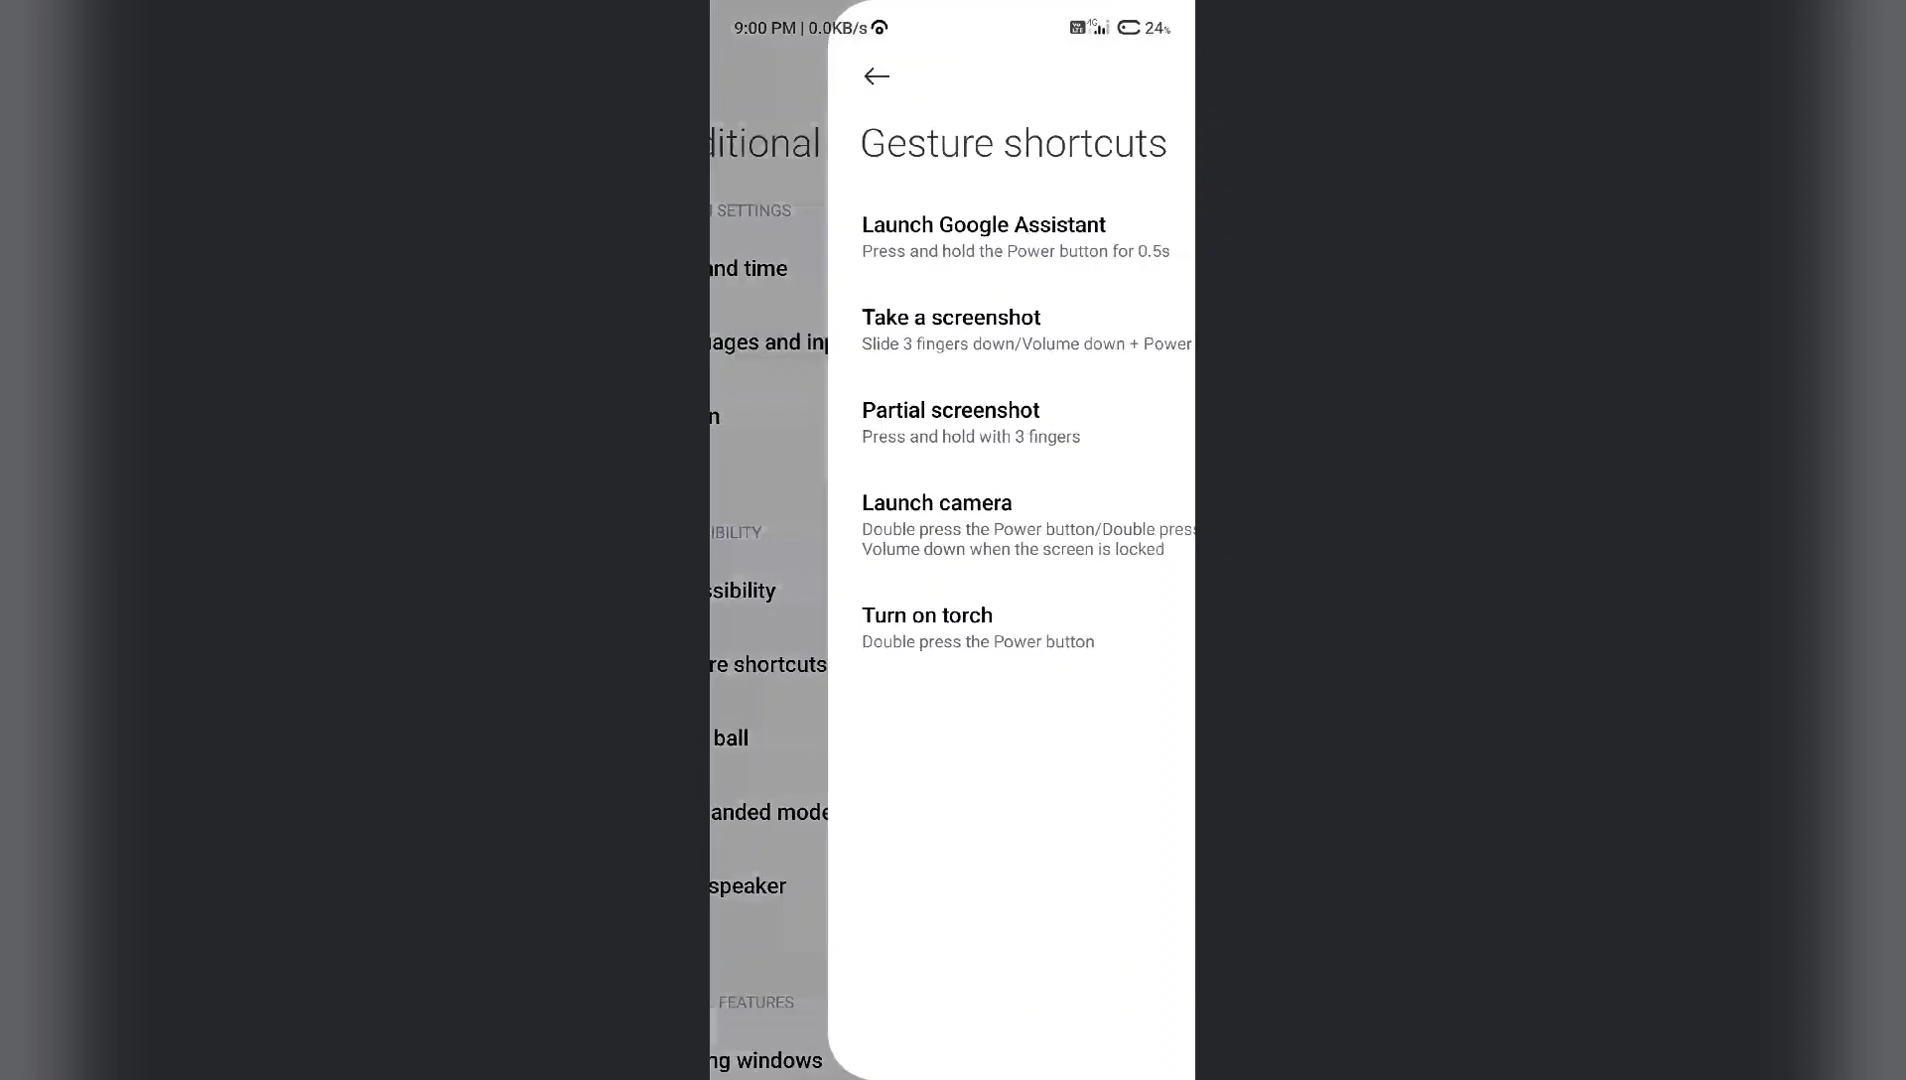 9:00 PM | 0.0KB/s
4G
24%
ditional
Gesture shortcuts
SETTINGS
Launch Google Assistant
Press and hold the Power button for 0.5s
and time
Take a screenshot
Slide 3 fingers down/Volume down + Power
uages and inp
Partial screenshot
Press and hold with 3 fingers
n
Launch camera
Double press the Power button/Double press
Volume down when the screen is locked
IBILITY
ssibility
Turn on torch
Double press the Power button
re shortcuts
ball
anded mode
speaker
FEATURES
ng windows